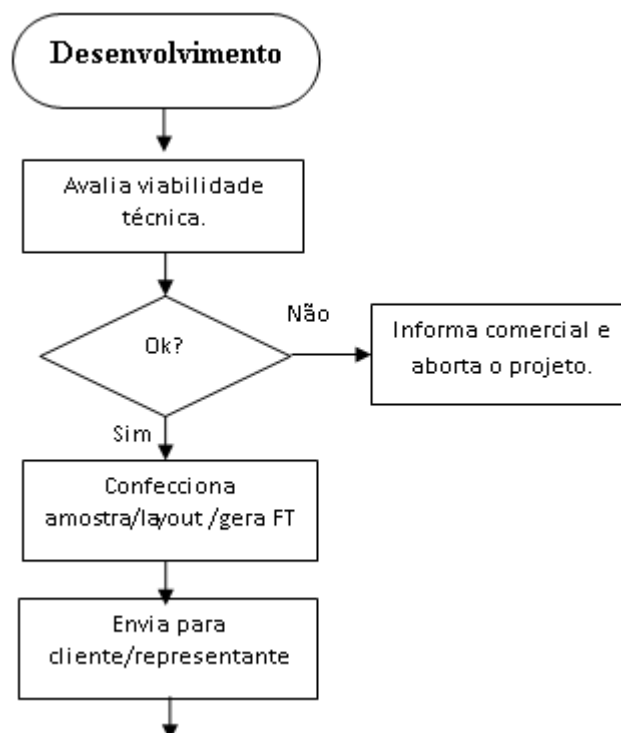 Desenvolvimento
Avalia viabilidade
técnica.
Ok?
Não
Informa comercial e
aborta o projeto.
Sim
Confecciona
amostra/layout /gera FT
Envia para
cliente/representante